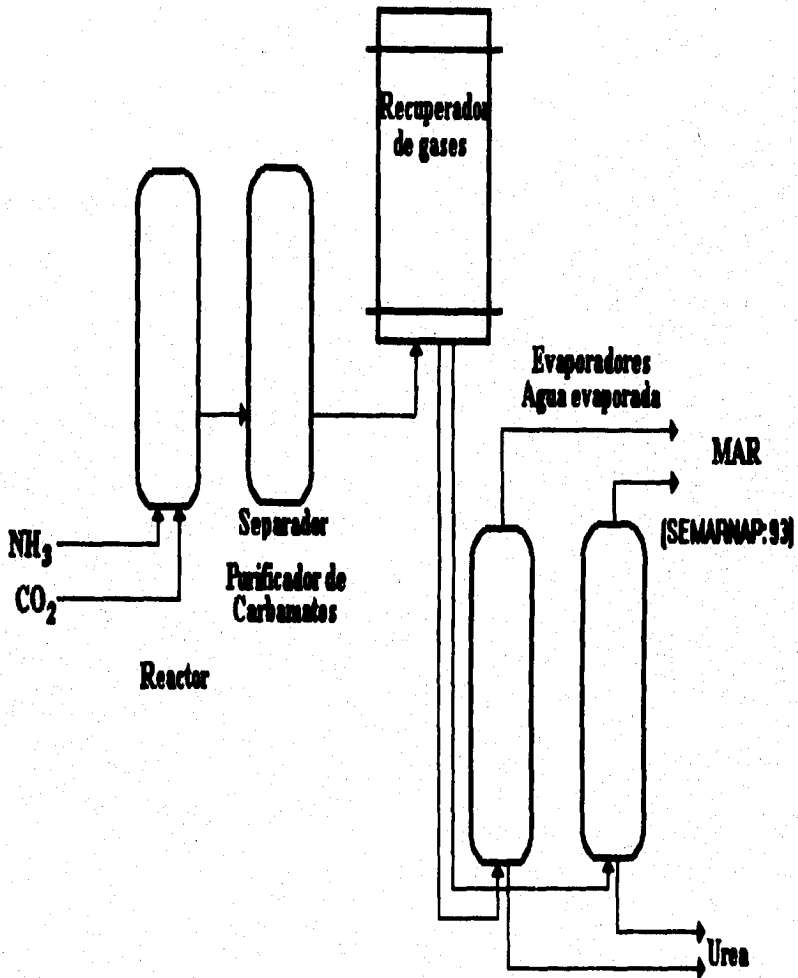 Recuperador
de gases
Evaporadores
Agua evaporada
MAR
(SEMARNAP:93)
Separador
Purificador de
Carbamatos
NH₃
CO₂
Reactor
Urea